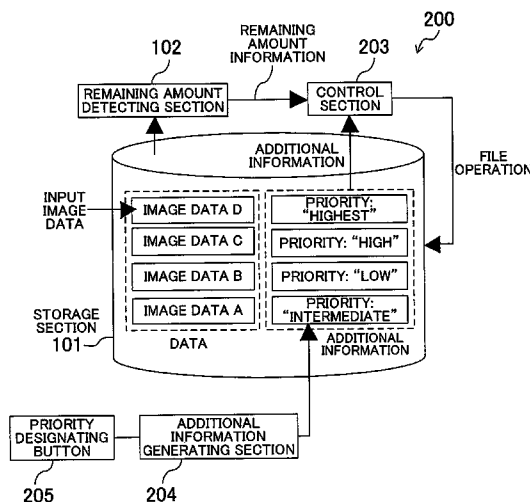 REMAINING
AMOUNT
INFORMATION
200
102
203
REMAINING AMOUNT
DETECTING SECTION
CONTROL
SECTION
ADDITIONAL
INFORMATION
FILE
OPERATION
INPUT
IMAGE
DATA
IMAGE DATA D
IMAGE DATA C
IMAGE DATA B
IMAGE DATA A
DATA
PRIORITY:
“HIGHEST”
PRIORITY: “HIGH”
PRIORITY: “LOW”
PRIORITY:
“INTERMEDIATE”
ADDITIONAL
INFORMATION
STORAGE
SECTION
101
PRIORITY
DESIGNATING
BUTTON
205
ADDITIONAL
INFORMATION
GENERATING SECTION
204